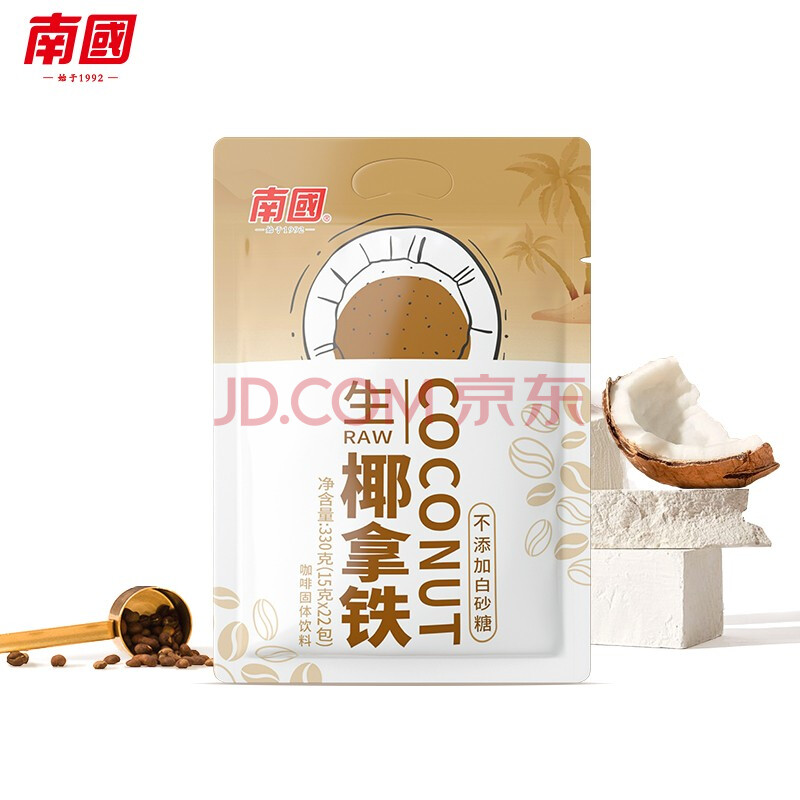 南國
始于1992
南國®
始于1992
JD.COM 京东
生
RAW
椰拿铁
COCONUT
不添加白砂糖
净含量:330克(15克x22包)
咖啡固体饮料